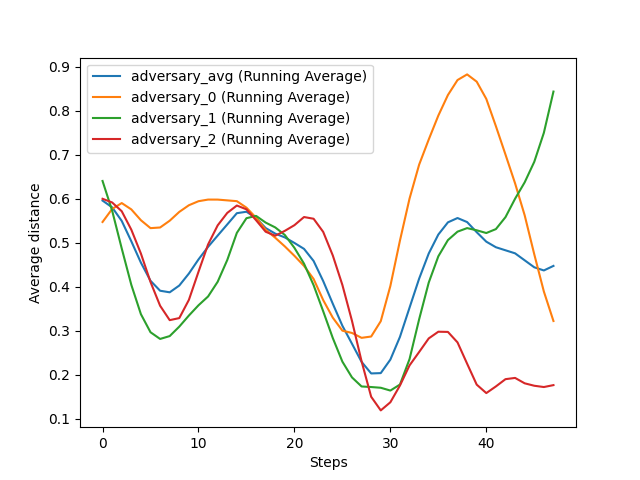 adversary_avg (Running Average)
adversary_0 (Running Average)
adversary_1 (Running Average)
adversary_2 (Running Average)
Average distance
0.9
0.8
0.7
0.6
0.5
0.4
0.3
0.2
0.1
0 10 20 30 40
Steps